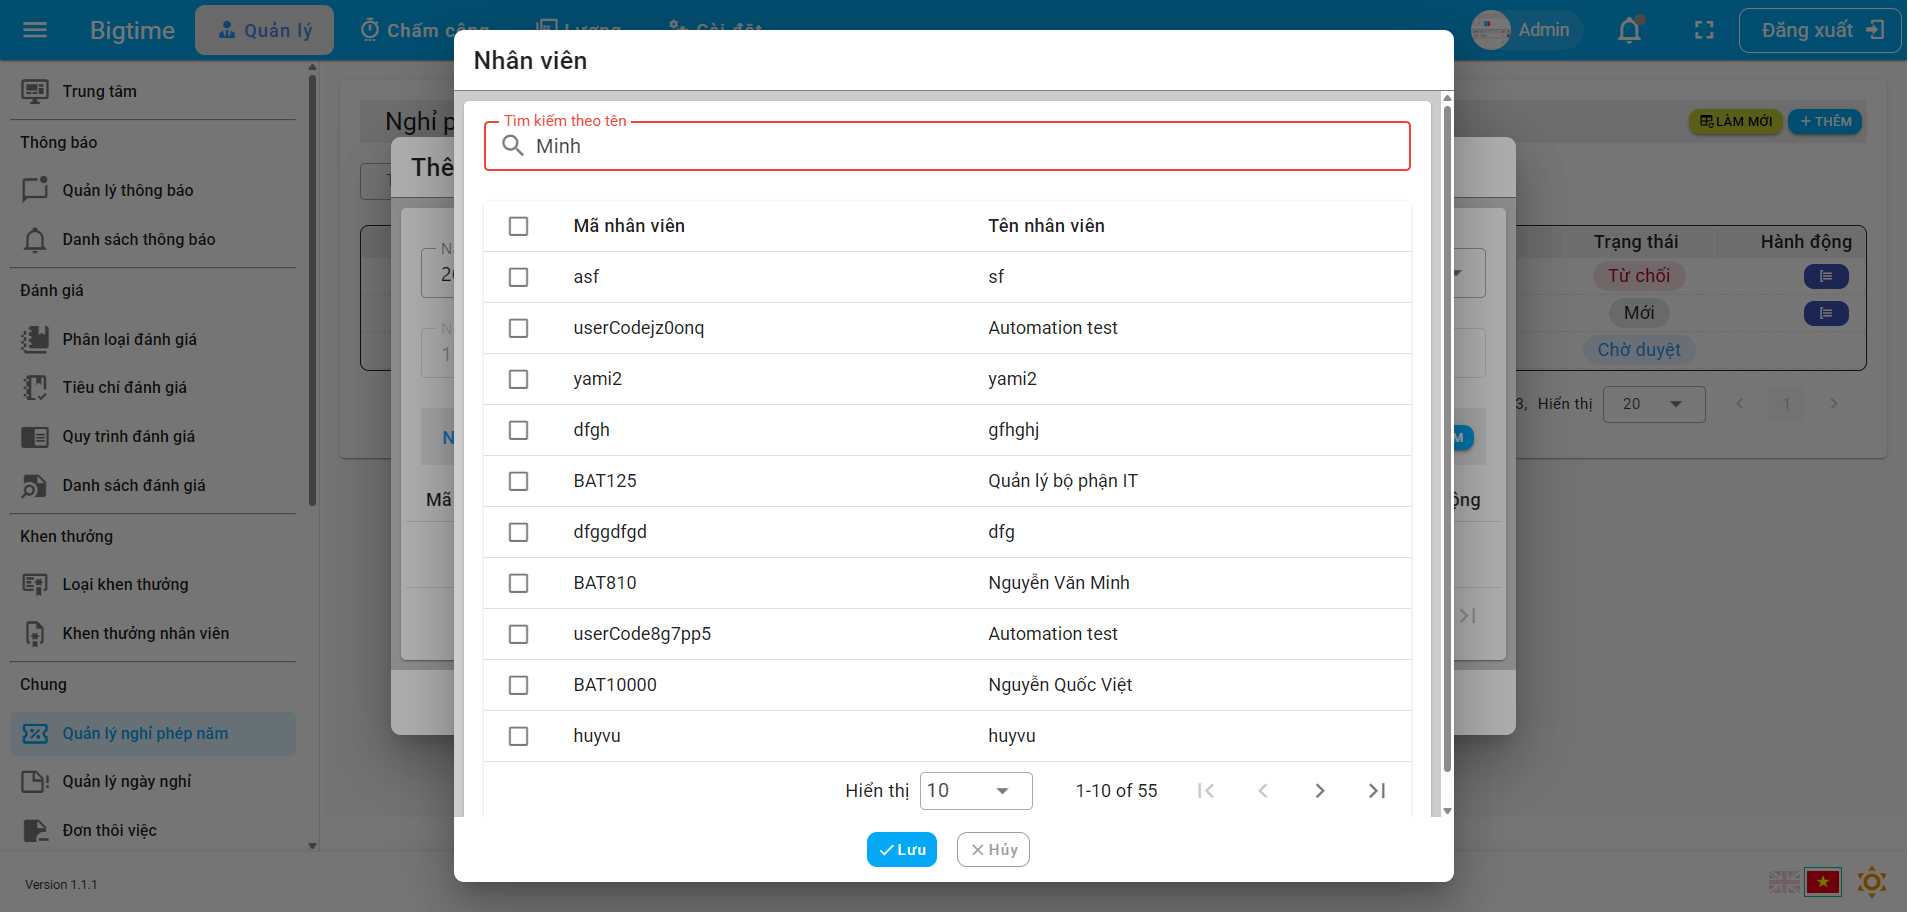 Bigtime
Quản lý
Chấm công
Lương
Cài đặt
Admin
Đăng xuất
Trung tâm
Thông báo
Quản lý thông báo
Danh sách thông báo
Đánh giá
Phân loại đánh giá
Tiêu chí đánh giá
Quy trình đánh giá
Danh sách đánh giá
Khen thưởng
Loại khen thưởng
Khen thưởng nhân viên
Chung
Quản lý nghỉ phép năm
Quản lý ngày nghỉ
Đơn thôi việc
Version 1.1.1
Nghỉ p
LÀM MỚI
THÊM
Trạng thái
Hành động
Từ chối
Mới
Chờ duyệt
3, Hiển thị
20
1
Thê
N
20
N
1
N
M
Mã
ộng
Nhân viên
Tìm kiếm theo tên
Minh
Mã nhân viên
Tên nhân viên
asf
sf
userCodejz0onq
Automation test
yami2
yami2
dfgh
gfhghj
BAT125
Quản lý bộ phận IT
dfggdfgd
dfg
BAT810
Nguyễn Văn Minh
userCode8g7pp5
Automation test
BAT10000
Nguyễn Quốc Việt
huyvu
huyvu
Hiển thị
10
1-10 of 55
Lưu
Hủy